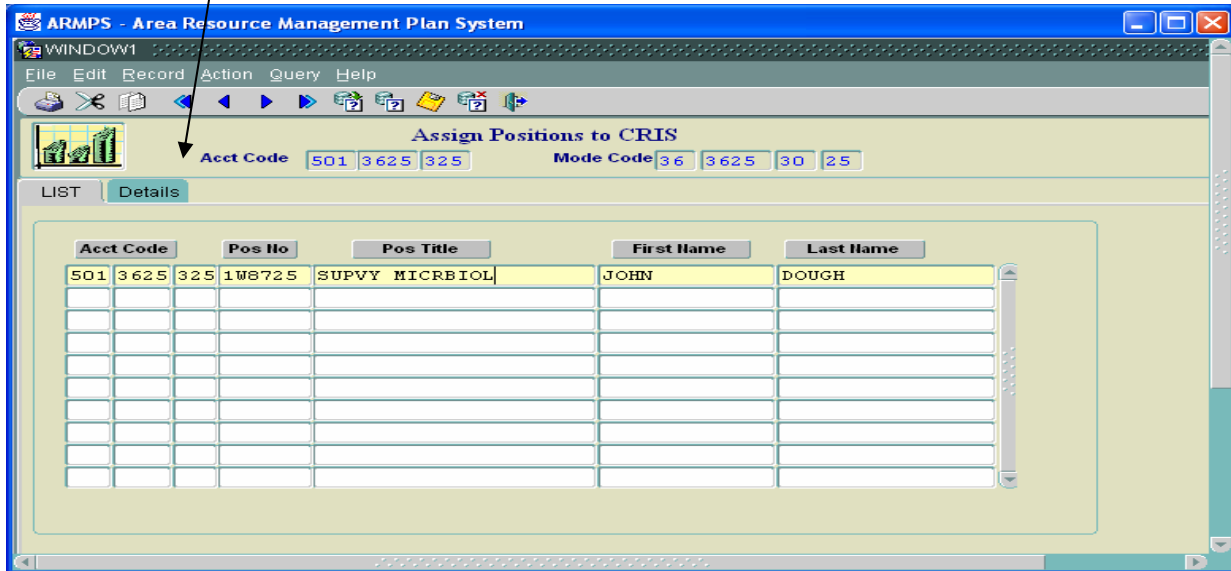 ARMPS - Area Resource Management Plan System
WINDOW1
File Edit Record Action Query Help
Assign Positions to CRIS
Acct Code 501 3625 325 Mode Code 36 3625 30 25
LIST Details
Acct Code Pos No Pos Title First Name Last Name
501 3625 325 1W8725 SUPVY MICRBIOL JOHN DOUGH